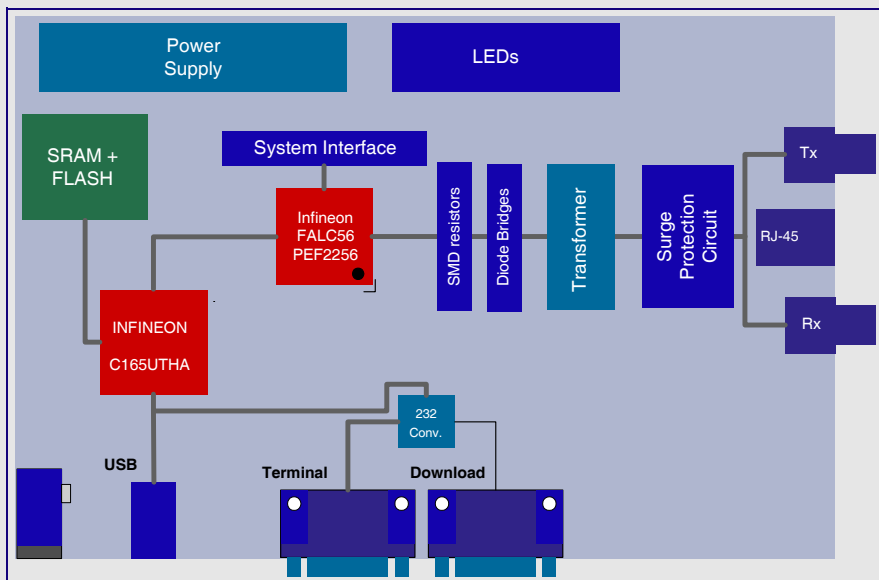 Power
Supply
LEDs
SRAM +
FLASH
System Interface
Infineon
FALC56
PEF2256
SMD resistors
Diode Bridges
Transformer
Surge
Protection
Circuit
Tx
RJ-45
Rx
INFINEON
C165UTHA
232
Conv.
USB
Terminal
Download